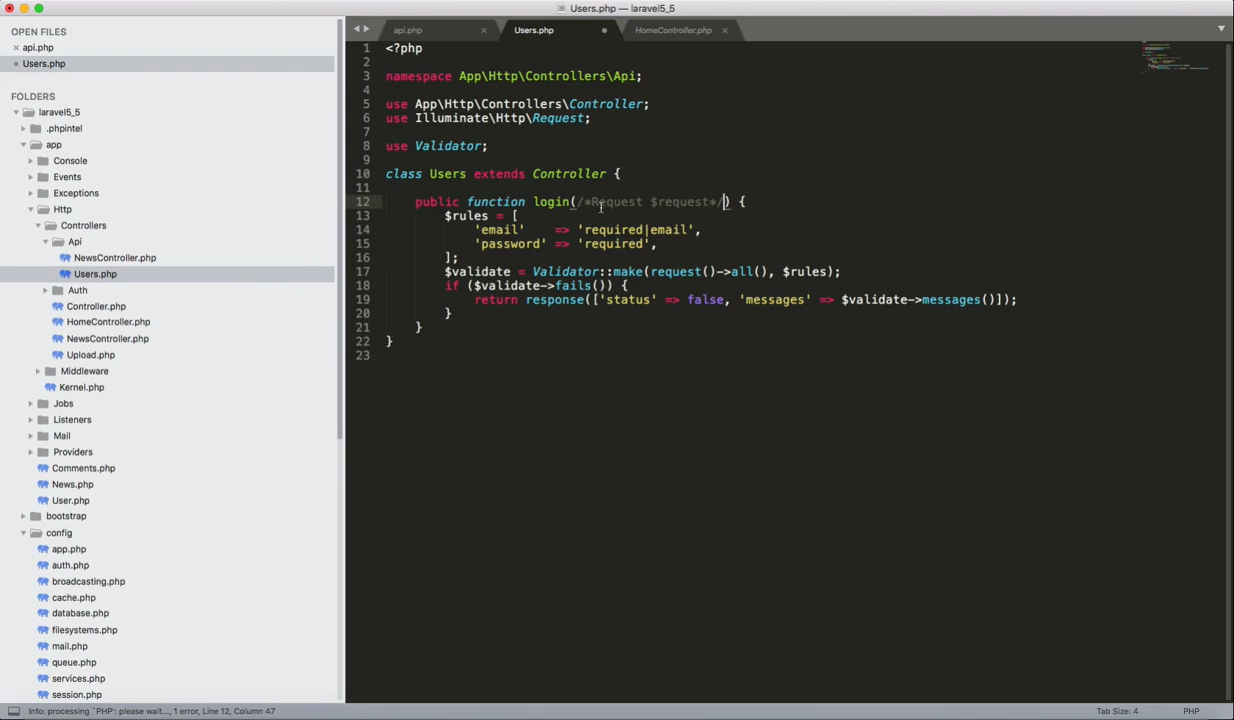 Users.php — laravel5_5
OPEN FILES
× api.php
Users.php
FOLDERS
laravel5_5
.phpintel
app
Console
Events
Exceptions
Http
Controllers
Api
NewsController.php
Users.php
Auth
Controller.php
HomeController.php
NewsController.php
Upload.php
Middleware
Kernel.php
Jobs
Listeners
Mail
Providers
Comments.php
News.php
User.php
bootstrap
config
app.php
auth.php
broadcasting.php
cache.php
database.php
filesystems.php
mail.php
queue.php
services.php
session.php
api.php × Users.php HomeController.php ×
1 <?php
2
3 namespace App\Http\Controllers\Api;
4
5 use App\Http\Controllers\Controller;
6 use Illuminate\Http\Request;
7
8 use Validator;
9
10 class Users extends Controller {
11
12     public function login(/*Request $request*/) {
13         $rules = [
14             'email'    => 'required|email',
15             'password' => 'required',
16         ];
17         $validate = Validator::make(request()->all(), $rules);
18         if ($validate->fails()) {
19             return response(['status' => false, 'messages' => $validate->messages()]);
20         }
21     }
22 }
23
Info: processing `PHP': please wait..., 1 error, Line 12, Column 47
Tab Size: 4
PHP